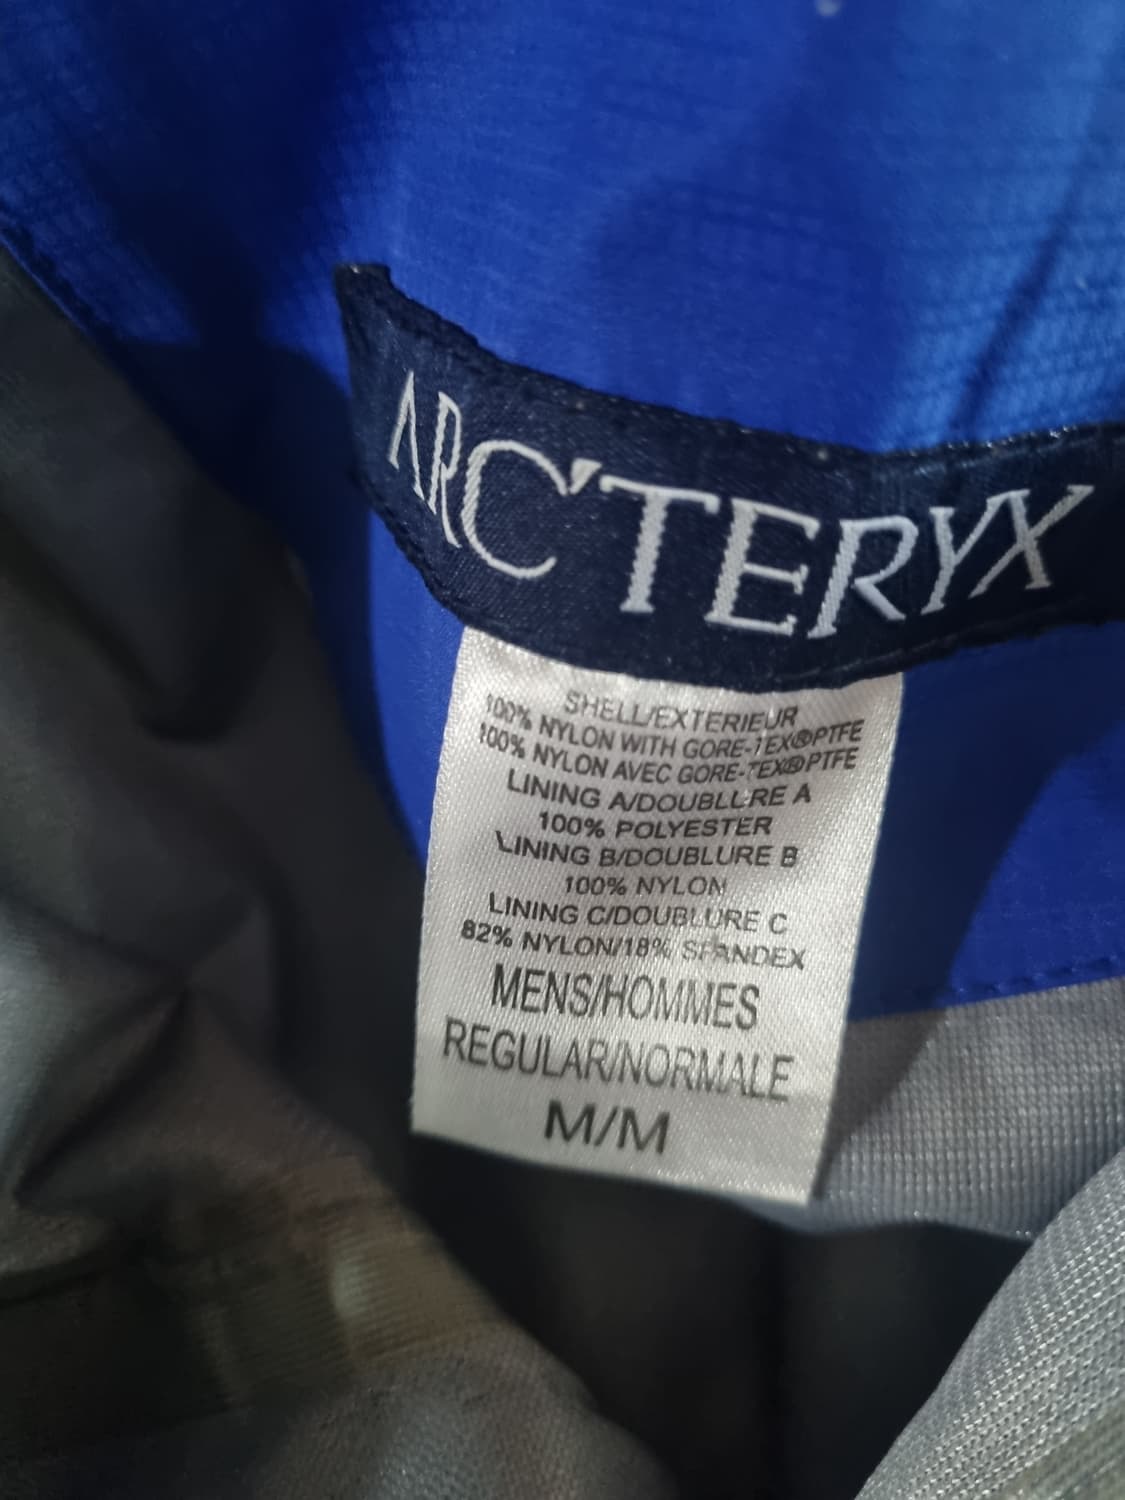 ARC'TERYX
SHELL/EXTERIEUR
100% NYLON WITH GORE-TEX®PTFE
100% NYLON AVEC GORE-TEX®PTFE
LINING A/DOUBLURE A
100% POLYESTER
LINING B/DOUBLURE B
100% NYLON
LINING C/DOUBLURE C
82% NYLON/18% SPANDEX
MENS/HOMMES
REGULAR/NORMALE
M/M